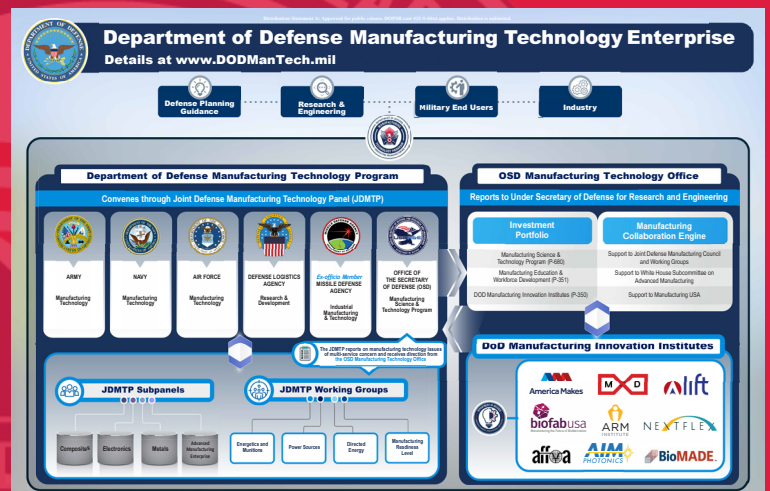 Department of Defense Manufacturing Technology Enterprise
Details at www.DODManTech.mil
Defense Planning
Guidance
Research &
Engineering
Military End Users
Industry
Department of Defense Manufacturing Technology Program
Convenes through Joint Defense Manufacturing Technology Panel (JDMTP)
ARMY
Manufacturing
Technology
NAVY
Manufacturing
Technology
AIR FORCE
Manufacturing
Technology
DEFENSE LOGISTICS
AGENCY
Research &
Development
Ex-officio Member
MISSILE DEFENSE
AGENCY
Industrial
Manufacturing
& Technology
OFFICE OF
THE SECRETARY
OF DEFENSE (OSD)
Manufacturing
Science &
Technology Program
The JDMTP reports on manufacturing technology issues
of multi-service concern and receives direction from
the OSD Manufacturing Technology Office
JDMTP Subpanels
Composites
Electronics
Metals
Advanced
Manufacturing
Enterprise
JDMTP Working Groups
Energetics and
Munitions
Power Sources
Directed
Energy
Manufacturing
Readiness
Level
OSD Manufacturing Technology Office
Reports to Under Secretary of Defense for Research and Engineering
Investment
Portfolio
Manufacturing Science &
Technology Program (P-680)
Manufacturing Education &
Workforce Development (P-351)
DOD Manufacturing Innovation Institutes (P-350)
Manufacturing
Collaboration Engine
Support to Joint Defense Manufacturing Council
and Working Groups
Support to White House Subcommittee on
Advanced Manufacturing
Support to Manufacturing USA
DoD Manufacturing Innovation Institutes
America Makes
MXD
lift
biofabusa
ARM
INSTITUTE
NEXTFLEX
affoa
AIM
PHOTONICS
BioMADE